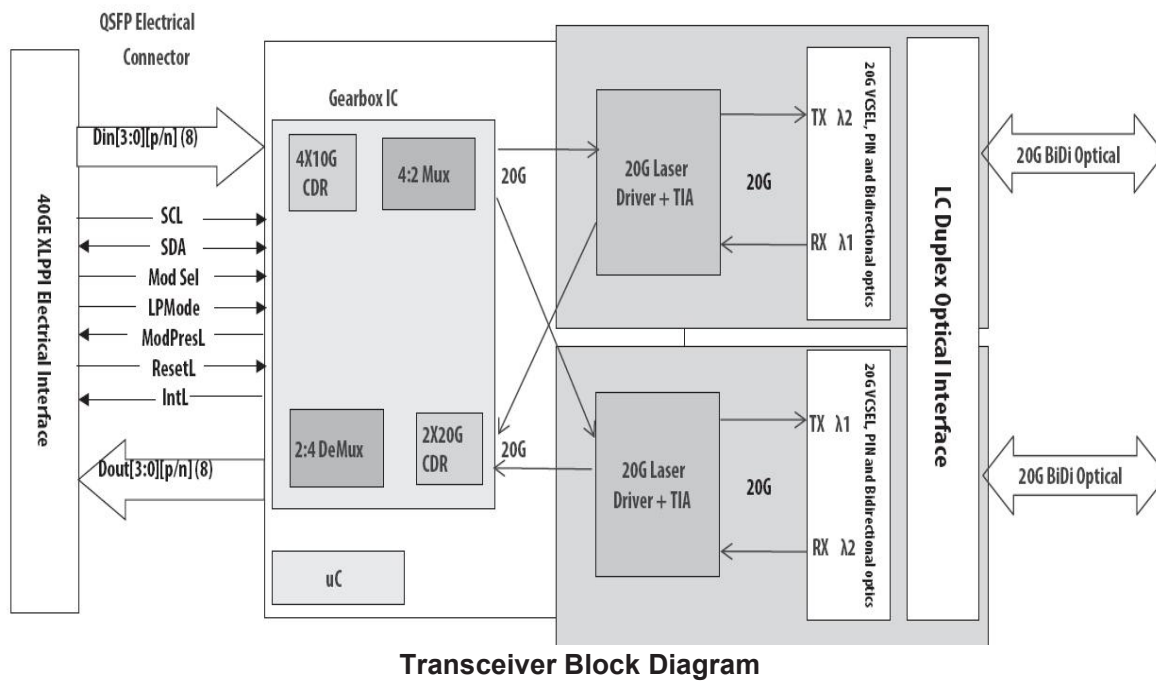 QSFP Electrical
Connector
40GE XLPPI Electrical Interface
Din[3:0][p/n] (8)
SCL
SDA
Mod Sel
LPMode
ModPresL
ResetL
IntL
Dout[3:0][p/n] (8)
Gearbox IC
4X10G
CDR
4:2 Mux
2:4 DeMux
2X20G
CDR
uC
20G
20G
20G Laser
Driver + TIA
TX λ2
20G
RX λ1
20G VCSEL, PIN and Bidirectional optics
20G Laser
Driver + TIA
TX λ1
20G
RX λ2
20G VCSEL, PIN and Bidirectional optics
LC Duplex Optical Interface
20G BiDi Optical
20G BiDi Optical
Transceiver Block Diagram